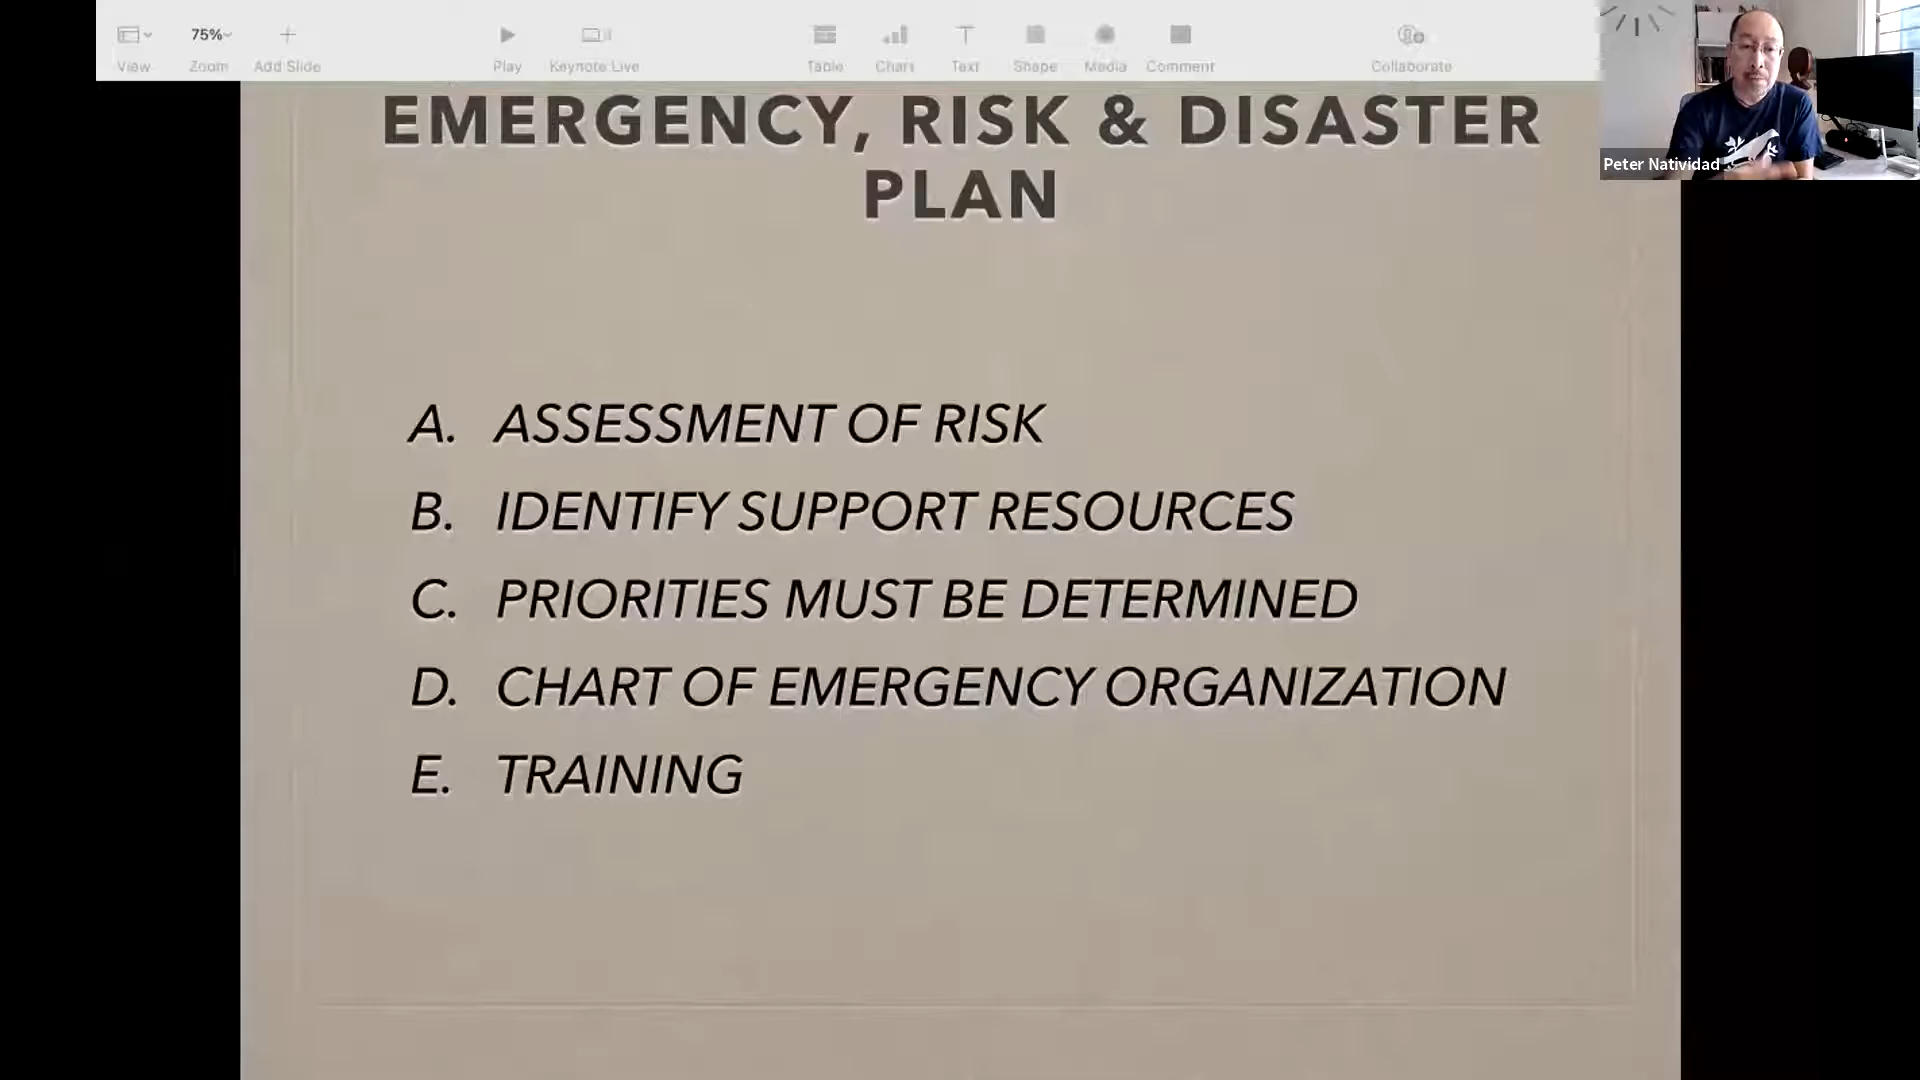 75%
View
Zoom
Add Slide
Play
Keynote Live
Table
Chart
Text
Shape
Media
Comment
Collaborate
Peter Natividad
EMERGENCY, RISK & DISASTER
PLAN
A. ASSESSMENT OF RISK
B. IDENTIFY SUPPORT RESOURCES
C. PRIORITIES MUST BE DETERMINED
D. CHART OF EMERGENCY ORGANIZATION
E. TRAINING